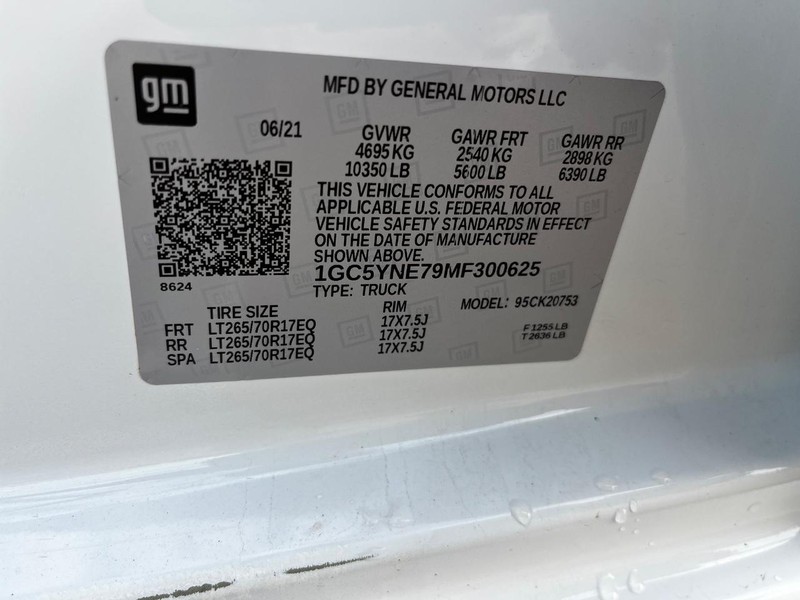 gm
MFD BY GENERAL MOTORS LLC
06/21 GVWR GAWR FRT GAWR RR
4695 KG 2540 KG 2898 KG
10350 LB 5600 LB 6390 LB
THIS VEHICLE CONFORMS TO ALL
APPLICABLE U.S. FEDERAL MOTOR
VEHICLE SAFETY STANDARDS IN EFFECT
ON THE DATE OF MANUFACTURE
SHOWN ABOVE.
1GC5YNE79MF300625
8624
TYPE: TRUCK
MODEL: 95CK20753
TIRE SIZE RIM
FRT LT265/70R17EQ 17X7.5J F 1255 LB
RR LT265/70R17EQ 17X7.5J T 2636 LB
SPA LT265/70R17EQ 17X7.5J